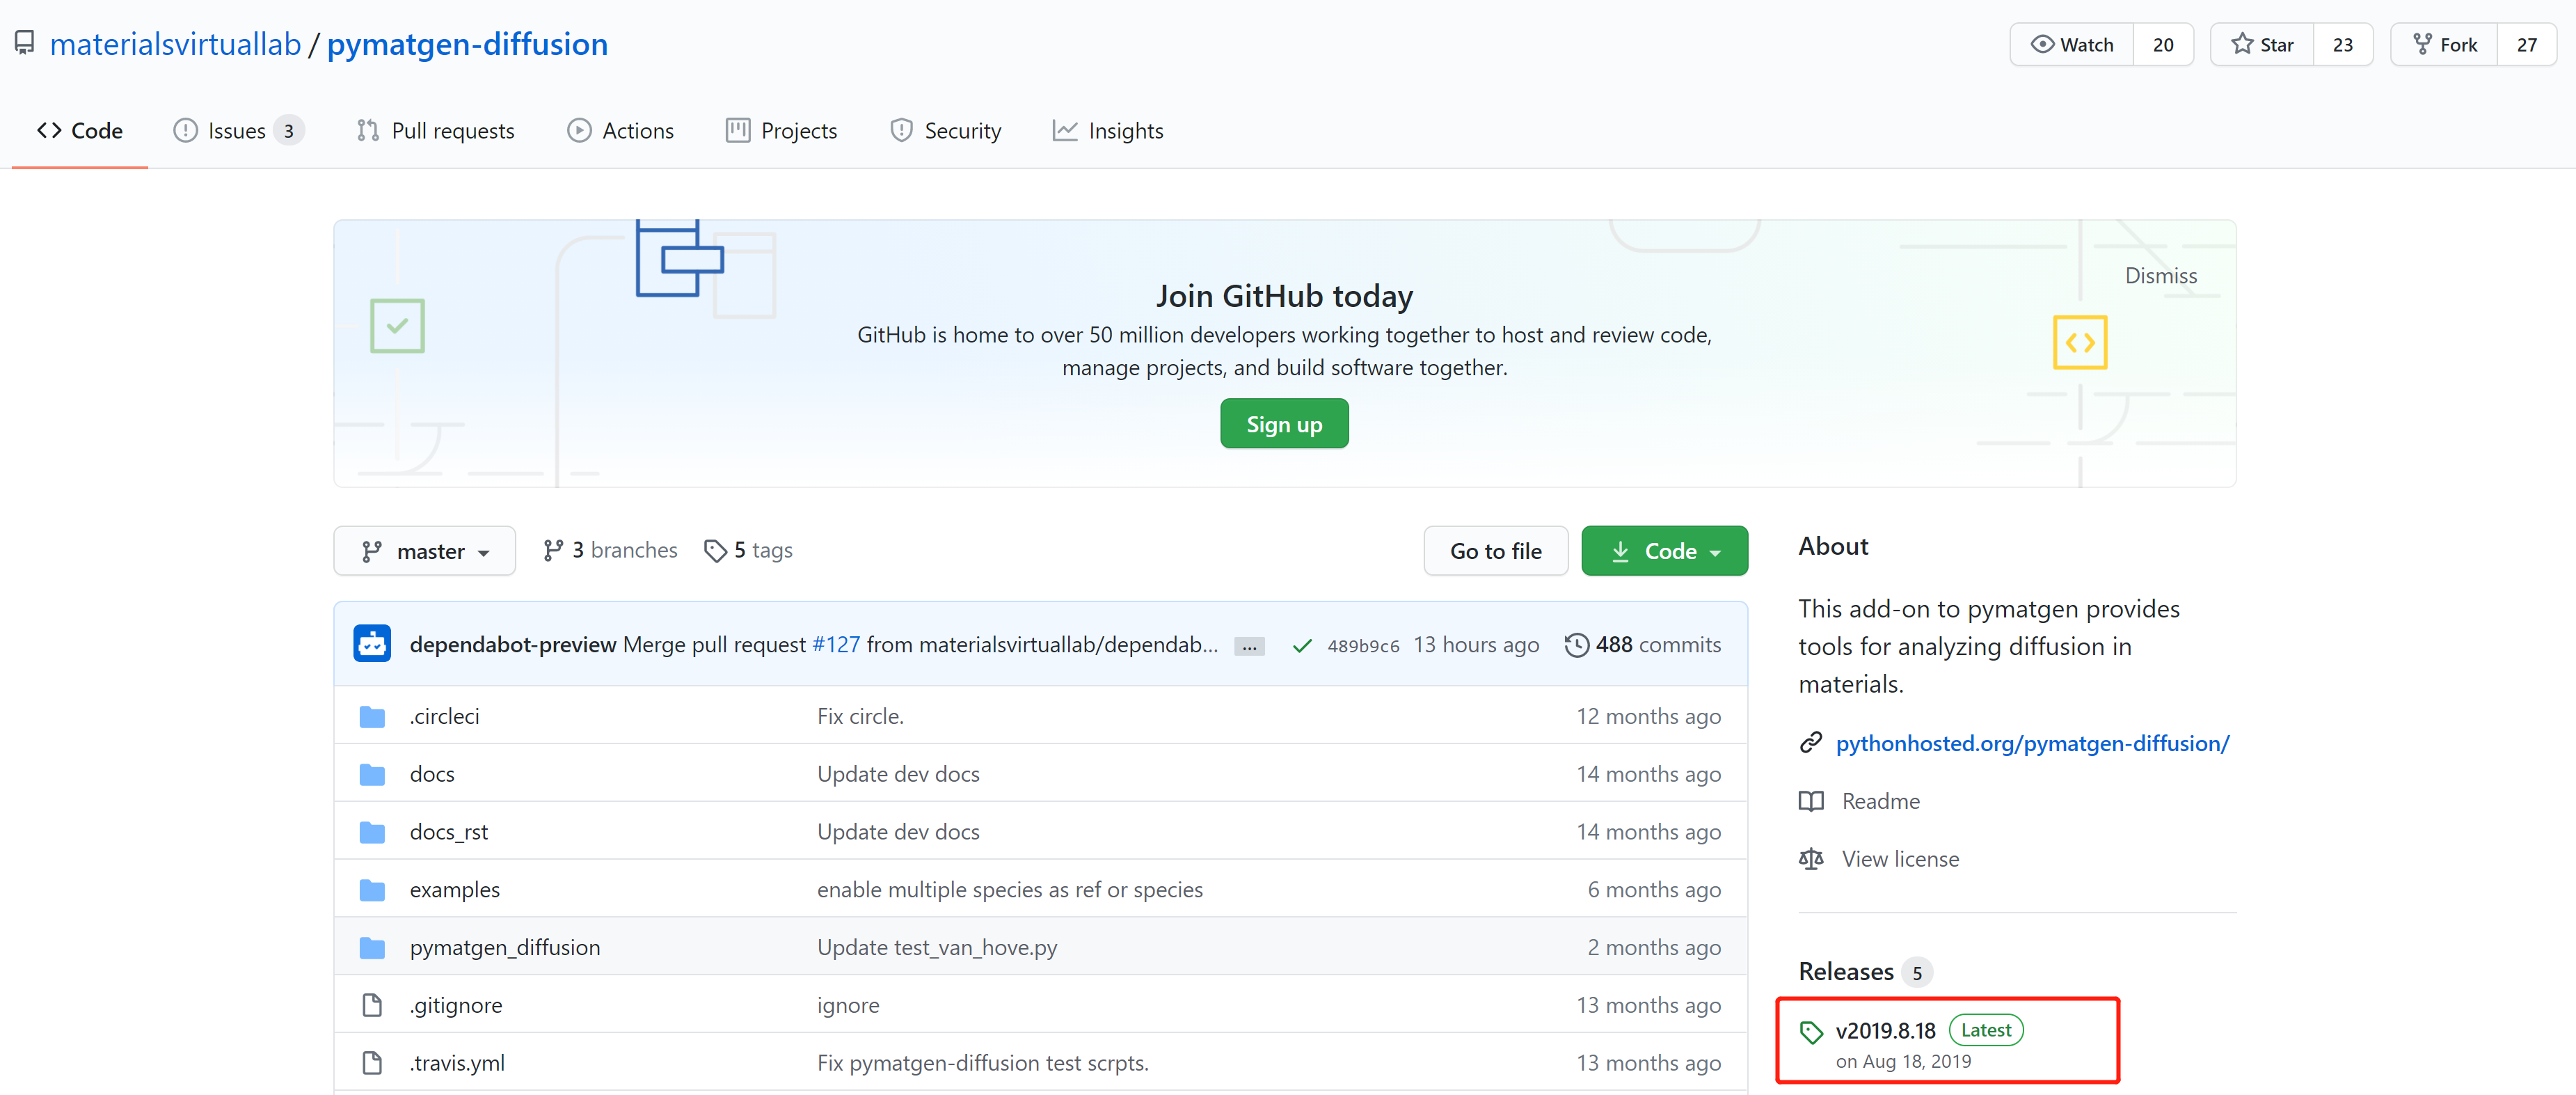 materialsvirtuallab / pymatgen-diffusion
Watch 20
Star 23
Fork 27
Code
Issues 3
Pull requests
Actions
Projects
Security
Insights
Dismiss
Join GitHub today
GitHub is home to over 50 million developers working together to host and review code,
manage projects, and build software together.
Sign up
master
3 branches
5 tags
Go to file
Code
dependabot-preview Merge pull request #127 from materialsvirtuallab/dependab... ... 489b9c6 13 hours ago 488 commits
.circleci Fix circle. 12 months ago
docs Update dev docs 14 months ago
docs_rst Update dev docs 14 months ago
examples enable multiple species as ref or species 6 months ago
pymatgen_diffusion Update test_van_hove.py 2 months ago
.gitignore ignore 13 months ago
.travis.yml Fix pymatgen-diffusion test scrpts. 13 months ago
About
This add-on to pymatgen provides
tools for analyzing diffusion in
materials.
pythonhosted.org/pymatgen-diffusion/
Readme
View license
Releases 5
v2019.8.18 Latest
on Aug 18, 2019